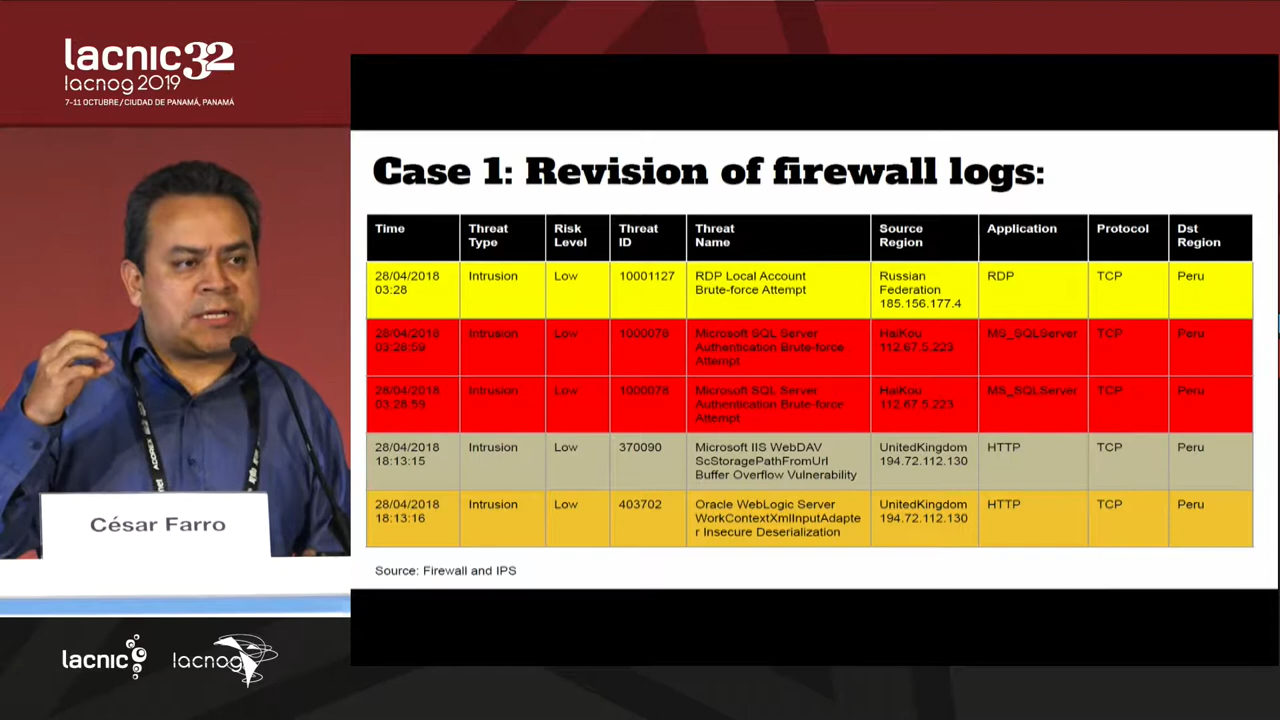 lacnic32
lacnog 2019
7-11 OCTUBRE / CIUDAD DE PANAMÁ, PANAMÁ
Case 1: Revision of firewall logs:
Time Threat Type Risk Level Threat ID Threat Name Source Region Application Protocol Dst Region
28/04/2018 03:28 Intrusion Low 10001127 RDP Local Account Brute-force Attempt Russian Federation 185.156.177.4 RDP TCP Peru
28/04/2018 03:28:59 Intrusion Low 1000078 Microsoft SQL Server Authentication Brute-force Attempt HaiKou 112.67.5.223 MS_SQLServer TCP Peru
28/04/2018 03:28:59 Intrusion Low 1000078 Microsoft SQL Server Authentication Brute-force Attempt HaiKou 112.67.5.223 MS_SQLServer TCP Peru
28/04/2018 18:13:15 Intrusion Low 370090 Microsoft IIS WebDAV ScStoragePathFromUrl Buffer Overflow Vulnerability UnitedKingdom 194.72.112.130 HTTP TCP Peru
28/04/2018 18:13:16 Intrusion Low 403702 Oracle WebLogic Server WorkContextXmlInputAdapte r Insecure Deserialization UnitedKingdom 194.72.112.130 HTTP TCP Peru
Source: Firewall and IPS
César Farro
lacnic
lacnog